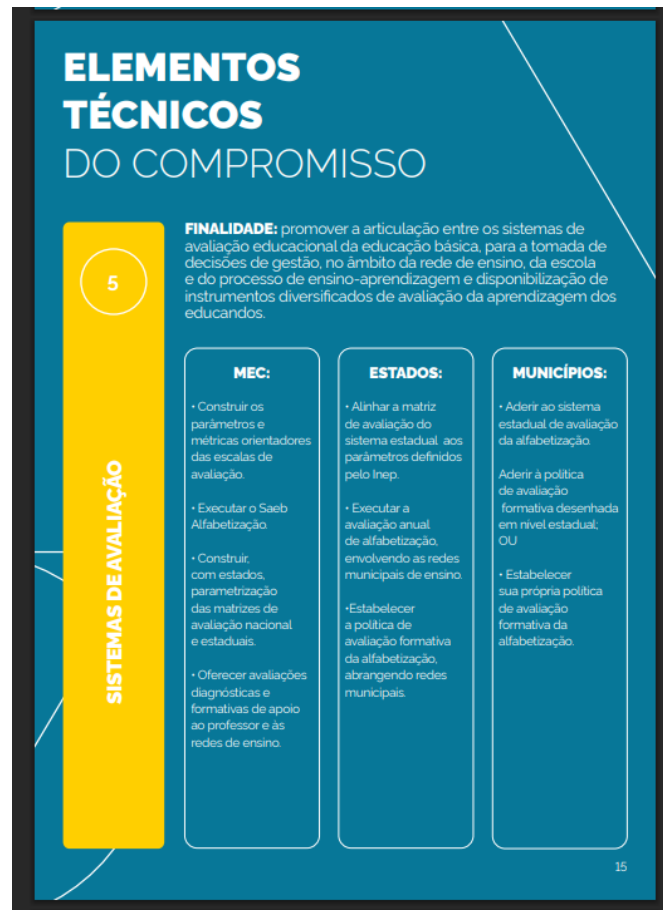 ELEMENTOS
TÉCNICOS
DO COMPROMISSO
5
SISTEMAS DE AVALIAÇÃO
FINALIDADE: promover a articulação entre os sistemas de
avaliação educacional da educação básica, para a tomada de
decisões de gestão, no âmbito da rede de ensino, da escola
e do processo de ensino-aprendizagem e disponibilização de
instrumentos diversificados de avaliação da aprendizagem dos
educandos.
MEC:
• Construir os
parâmetros e
métricas orientadores
das escalas de
avaliação.
• Executar o Saeb
Alfabetização.
• Construir,
com estados,
parametrização
das matrizes de
avaliação nacional
e estaduais.
• Oferecer avaliações
diagnósticas e
formativas de apoio
ao professor e às
redes de ensino.
ESTADOS:
• Alinhar a matriz
de avaliação do
sistema estadual aos
parâmetros definidos
pelo Inep.
• Executar a
avaliação anual
de alfabetização,
envolvendo as redes
municipais de ensino.
•Estabelecer
a política de
avaliação formativa
da alfabetização,
abrangendo redes
municipais.
MUNICÍPIOS:
• Aderir ao sistema
estadual de avaliação
da alfabetização.
Aderir à política
de avaliação
formativa desenhada
em nível estadual;
OU
• Estabelecer
sua própria política
de avaliação
formativa da
alfabetização.
15